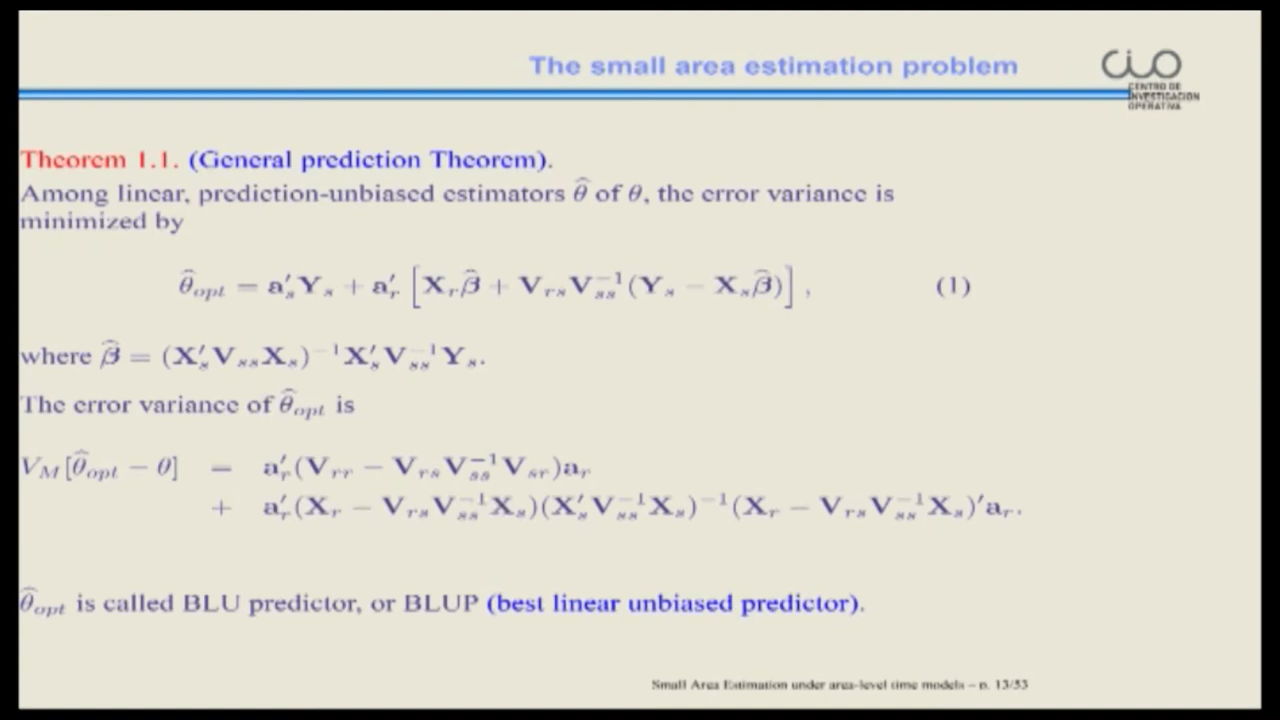 The small area estimation problem
CIO
CENTRO DE
INVESTIGACION
OPERATIVA
Theorem 1.1. (General prediction Theorem).
Among linear, prediction-unbiased estimators θ̂ of θ, the error variance is
minimized by
θ̂_opt = a′_s Y_s + a′_r [X_r β̂ + V_rs V_ss^{-1} (Y_s − X_s β̂)], (1)
where β̂ = (X′_s V_ss X_s)^{-1} X′_s V_ss^{-1} Y_s.
The error variance of θ̂_opt is
V_M[θ̂_opt − θ] = a′_r(V_rr − V_rs V_ss^{-1} V_sr)a_r
+ a′_r(X_r − V_rs V_ss^{-1} X_s)(X′_s V_ss^{-1} X_s)^{-1}(X_r − V_rs V_ss^{-1} X_s)′a_r.
θ̂_opt is called BLU predictor, or BLUP (best linear unbiased predictor).
Small Area Estimation under area-level time models – p. 13/53